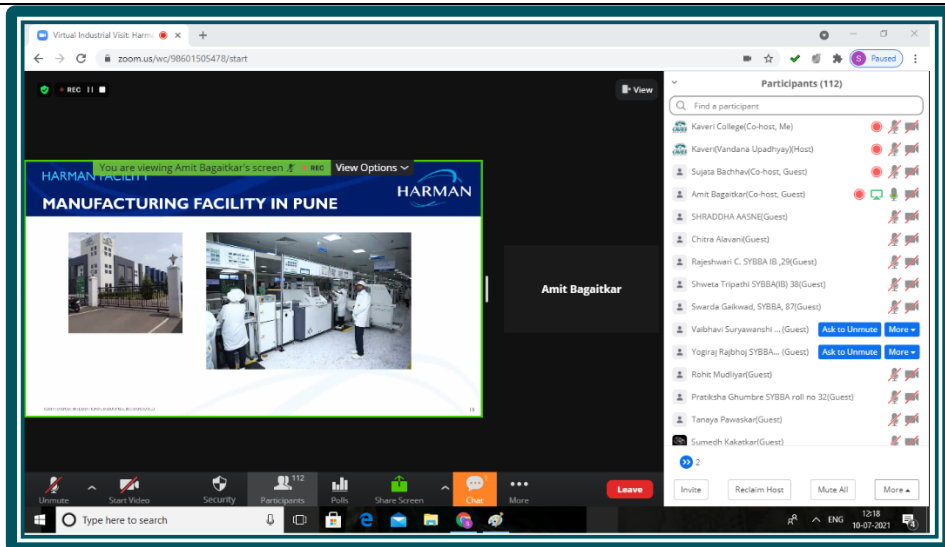 Virtual Industrial Visit: Harma
zoom.us/wc/98601505478/start
S Paused
REC
View
You are viewing Amit Bagaitkar's screen REC View Options
HARMAN FACILITY
MANUFACTURING FACILITY IN PUNE
HARMAN
18
Amit Bagaitkar
Participants (112)
Find a participant
Kaveri College(Co-host, Me)
Kaveri(Vandana Upadhyay)(Host)
Sujata Bachhav(Co-host, Guest)
Amit Bagaitkar(Co-host, Guest)
SHRADDHA AASNE(Guest)
Chitra Alavani(Guest)
Rajeshwari C. SYBBA IB ,29(Guest)
Shweta Tripathi SYBBA(IB) 38(Guest)
Swarda Gaikwad, SYBBA, 87(Guest)
Vaibhavi Suryawanshi ... (Guest) Ask to Unmute More
Yogiraj Rajbhoj SYBBA... (Guest) Ask to Unmute More
Rohit Mudliyar(Guest)
Pratiksha Ghumbre SYBBA roll no 32(Guest)
Tanaya Pawaskar(Guest)
Sumedh Kakatkar(Guest)
2
Invite Reclaim Host Mute All More
Unmute Start Video Security Participants 112 Polls Share Screen Chat More Leave
Type here to search
ENG 12:18
10-07-2021
4